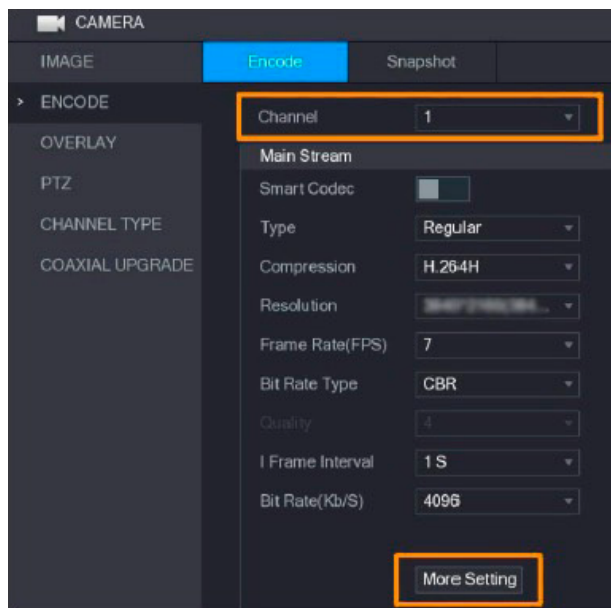 CAMERA
IMAGE
Encode
Snapshot
> ENCODE
Channel 1
OVERLAY
Main Stream
Smart Codec
PTZ
CHANNEL TYPE
Type Regular
COAXIAL UPGRADE
Compression H.264H
Resolution
Frame Rate(FPS) 7
Bit Rate Type CBR
Quality 4
I Frame Interval 1 S
Bit Rate(Kb/S) 4096
More Setting